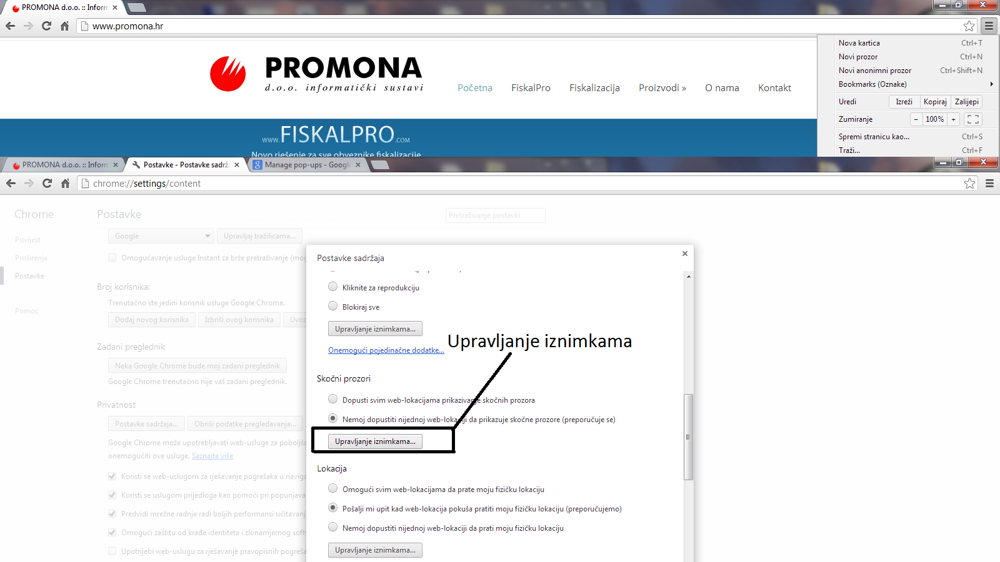 PROMONA d.o.o. :: Inforn
www.promona.hr
PROMONA
d.o.o. informatički sustavi
Početna FiskalPro Fiskalizacija Proizvodi » O nama Kontakt
www.FISKALPRO.com
Novo rješenje za sve obveznike fiskalizacije
Nova kartica Ctrl+T
Novi prozor Ctrl+N
Novi anonimni prozor Ctrl+Shift+N
Bookmarks (Oznake)
Uredi Izreži Kopiraj Zalijepi
Zumiranje − 100% +
Spremi stranicu kao... Ctrl+S
Traži... Ctrl+F
PROMONA d.o.o. :: Inforn Postavke - Postavke sadrža Manage pop-ups - Google
chrome://settings/content
Chrome
Povijest
Proširenja
Postavke
Pomoć
Postavke
Pretraživanje postavki
Google Upravljaj tražilicama...
Omogućavanje usluge Instant za brže pretraživanje (mog
Broj korisnika:
Trenutačno ste jedini korisnik usluge Google Chrome.
Dodaj novog korisnika Izbriši ovog korisnika Uvoz
Zadani preglednik
Neka Google Chrome bude moj zadani preglednik
Google Chrome trenutačno nije vaš zadani preglednik.
Privatnost
Postavke sadržaja... Obriši podatke pregledavanja...
Google Chrome može upotrebljavati web-usluge za poboljša
onemogućiti ove usluge. Saznajte više
Koristi se web-uslugom za rješavanje pogrešaka u naviga
Koristi se uslugom prijedloga kao pomoći pri popunjava
Predvidi mrežne radnje radi boljih performansi učitavanj
Omogući zaštitu od krađe identiteta i zlonamjernog softv
Upotrijebi web-uslugu za rješavanje pravopisnih pogreša
Postavke sadržaja
Kliknite za reprodukciju
Blokiraj sve
Upravljanje iznimkama...
Onemogući pojedinačne dodatke...
Upravljanje iznimkama
Skočni prozori
Dopusti svim web-lokacijama prikazivanje skočnih prozora
Nemoj dopustiti nijednoj web-lokaciji da prikazuje skočne prozore (preporučuje se)
Upravljanje iznimkama...
Lokacija
Omogući svim web-lokacijama da prate moju fizičku lokaciju
Pošalji mi upit kad web-lokacija pokuša pratiti moju fizičku lokaciju (preporučujemo)
Nemoj dopustiti nijednoj web-lokaciji da prati moju fizičku lokaciju
Upravljanje iznimkama...